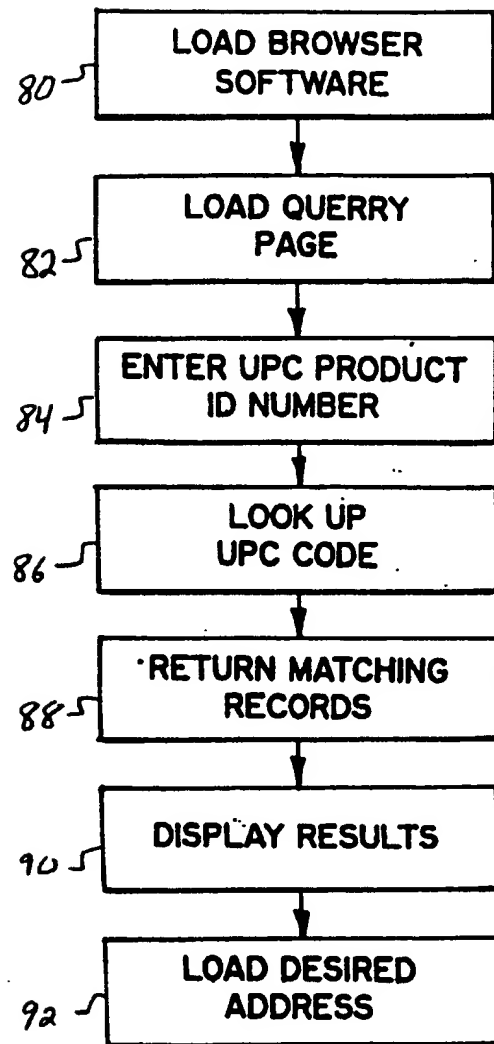 LOAD BROWSER
SOFTWARE
80
LOAD QUERRY
PAGE
82
ENTER UPC PRODUCT
ID NUMBER
84
LOOK UP
UPC CODE
86
RETURN MATCHING
RECORDS
88
DISPLAY RESULTS
90
LOAD DESIRED
ADDRESS
92